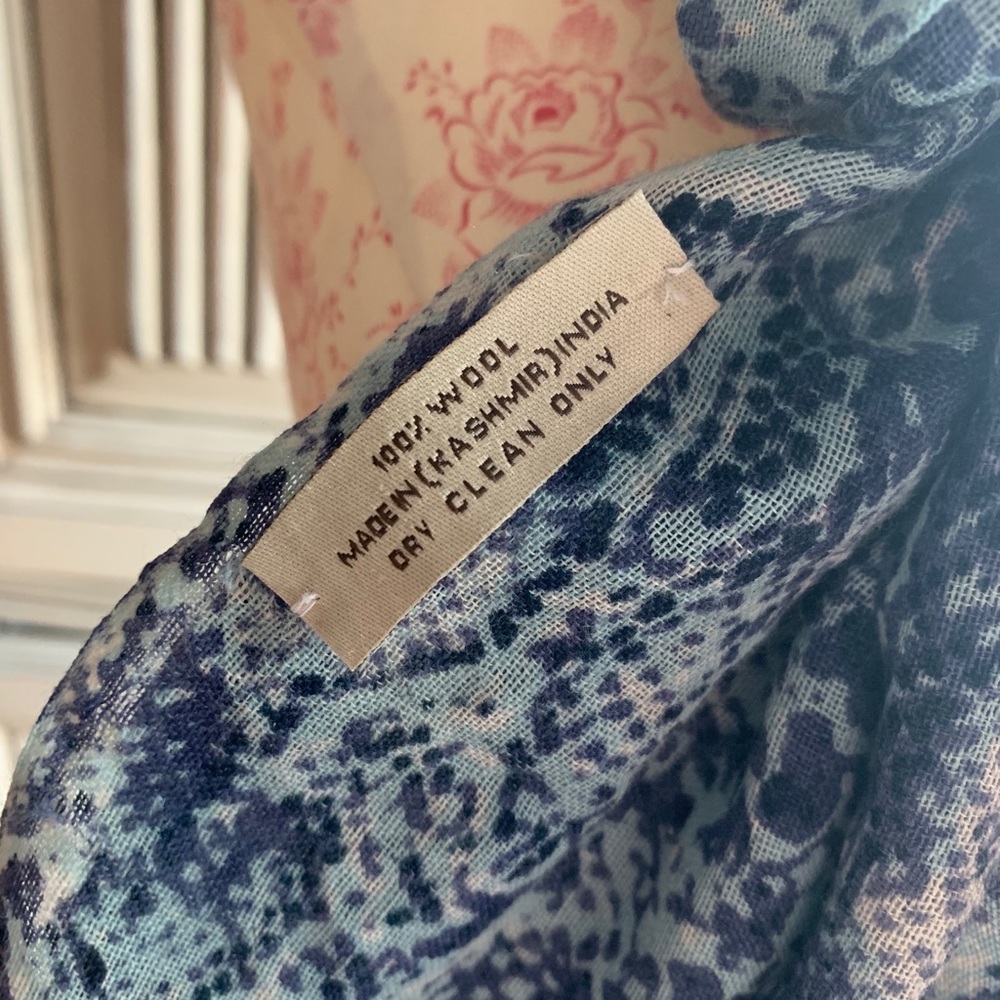 100% WOOL
MADE IN (KASHMIR) INDIA
DRY CLEAN ONLY